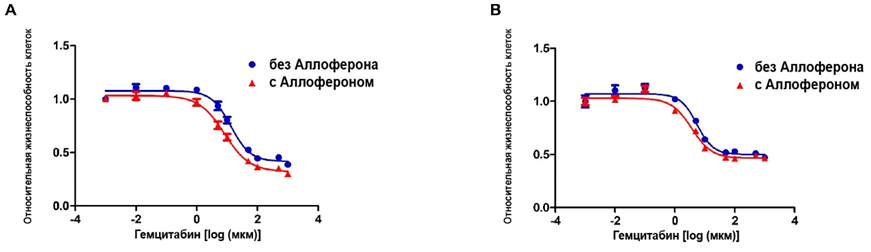 A
Относительная жизнеспособность клеток
1.5
1.0
0.5
0.0
-4
-2
0
2
4
Гемцитабин [log (мкм)]
без Аллоферона
с Аллофероном
B
Относительная жизнеспособность клеток
1.5
1.0
0.5
0.0
-4
-2
0
2
4
Гемцитабин [log (мкм)]
без Аллоферона
с Аллофероном